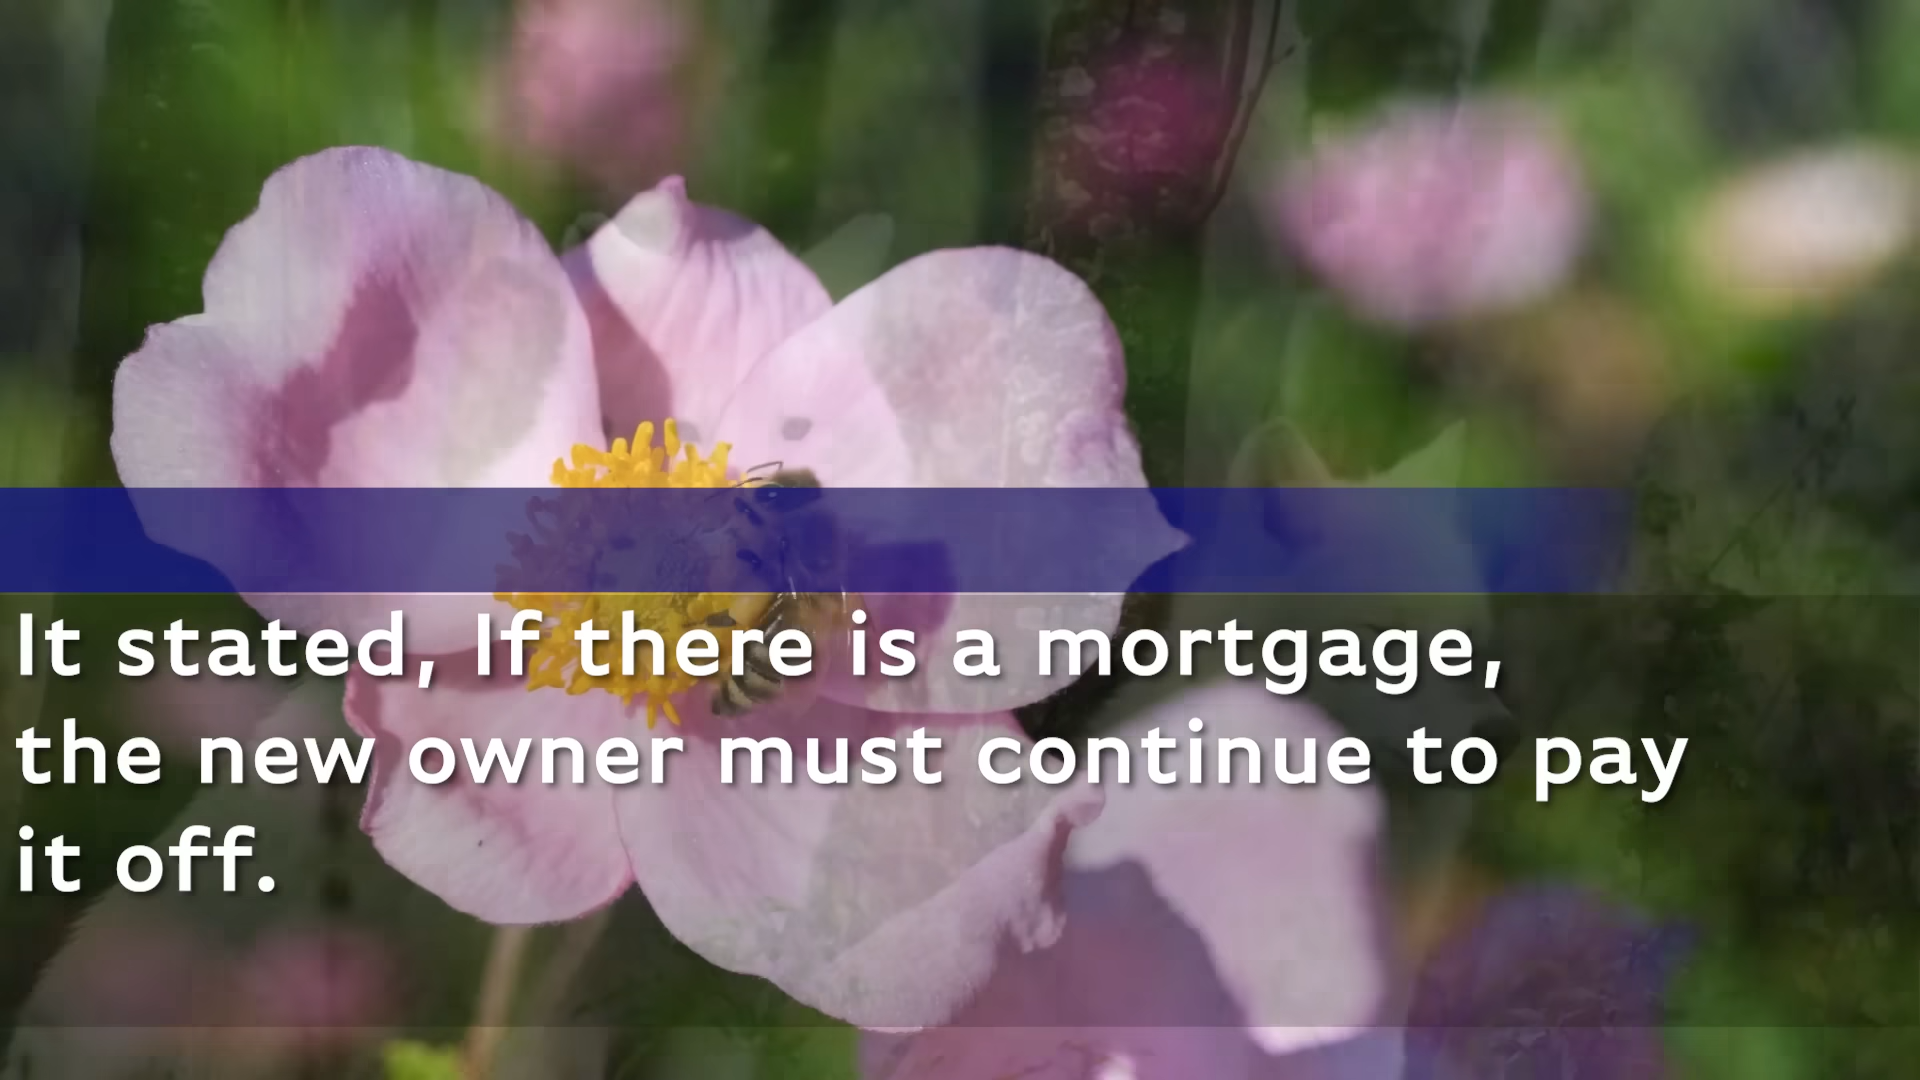 It stated, If there is a mortgage,
the new owner must continue to pay
it off.